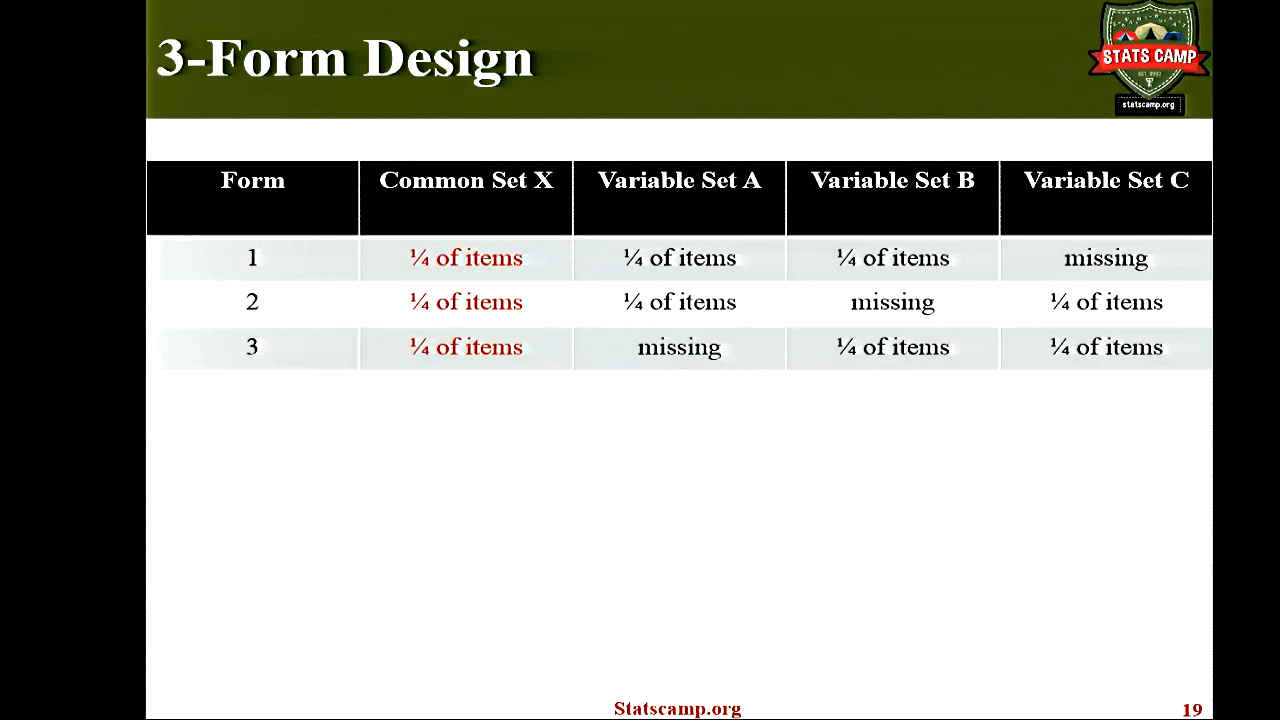 3-Form Design
STATS CAMP
EST. 2003
statscamp.org
Form Common Set X Variable Set A Variable Set B Variable Set C
1 ¼ of items ¼ of items ¼ of items missing
2 ¼ of items ¼ of items missing ¼ of items
3 ¼ of items missing ¼ of items ¼ of items
Statscamp.org
19